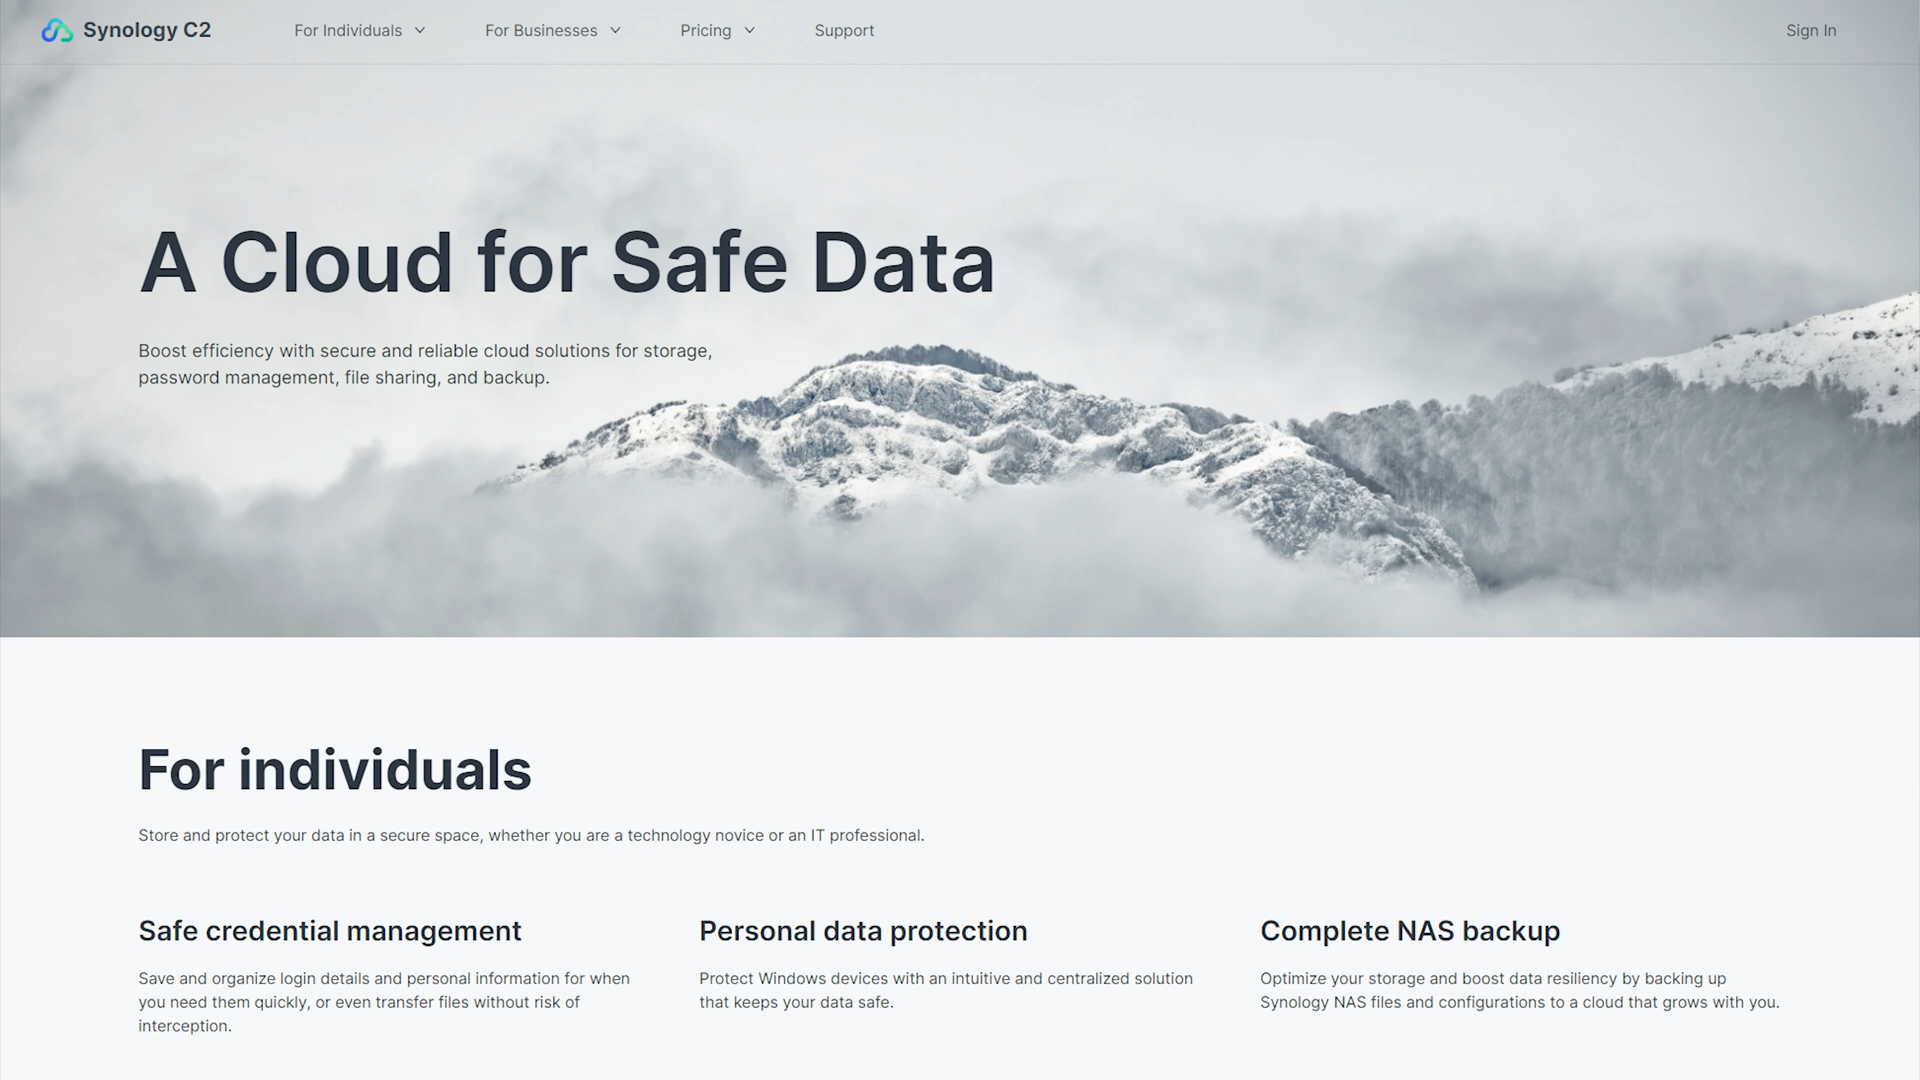 Synology C2
For Individuals
For Businesses
Pricing
Support
Sign In
A Cloud for Safe Data
Boost efficiency with secure and reliable cloud solutions for storage,
password management, file sharing, and backup.
For individuals
Store and protect your data in a secure space, whether you are a technology novice or an IT professional.
Safe credential management
Save and organize login details and personal information for when
you need them quickly, or even transfer files without risk of
interception.
Personal data protection
Protect Windows devices with an intuitive and centralized solution
that keeps your data safe.
Complete NAS backup
Optimize your storage and boost data resiliency by backing up
Synology NAS files and configurations to a cloud that grows with you.